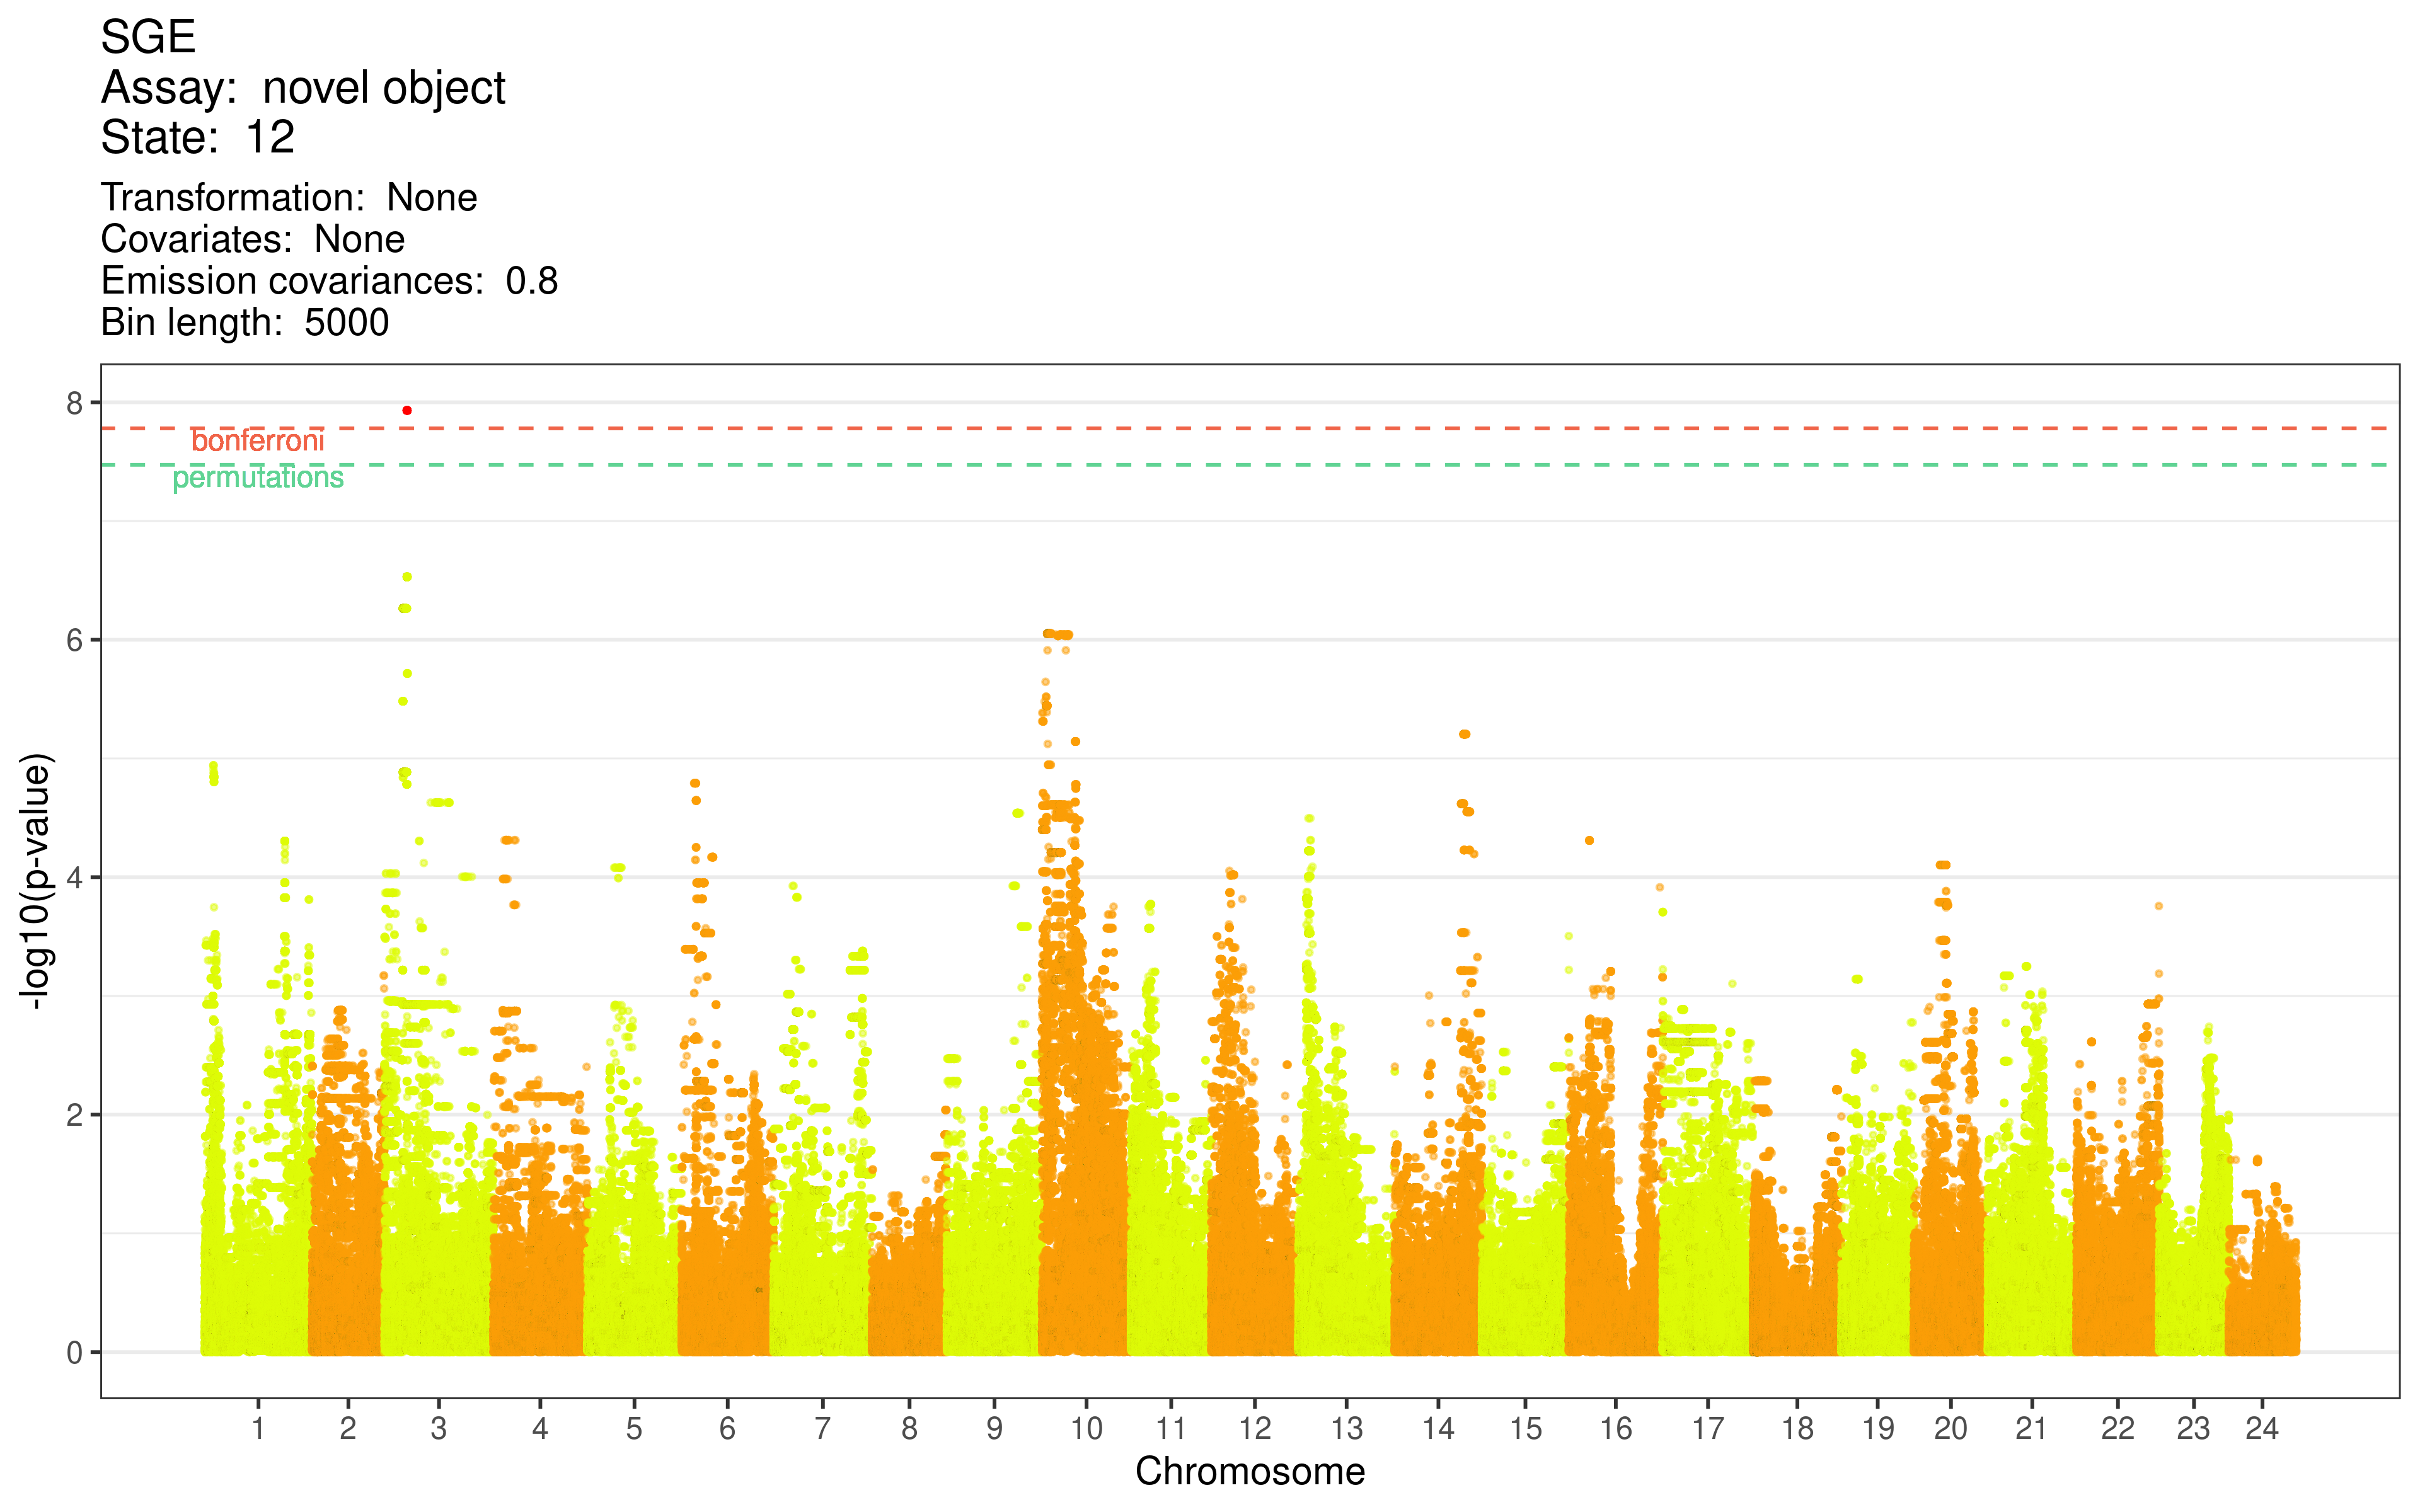 SGE
Assay:  novel object
State:  12
Transformation:  None
Covariates:  None
Emission covariances:  0.8
Bin length:  5000
8
bonferroni
permutations
6
4
2
0
-log10(p-value)
1 2 3 4 5 6 7 8 9 10 11 12 13 14 15 16 17 18 19 20 21 22 23 24
Chromosome